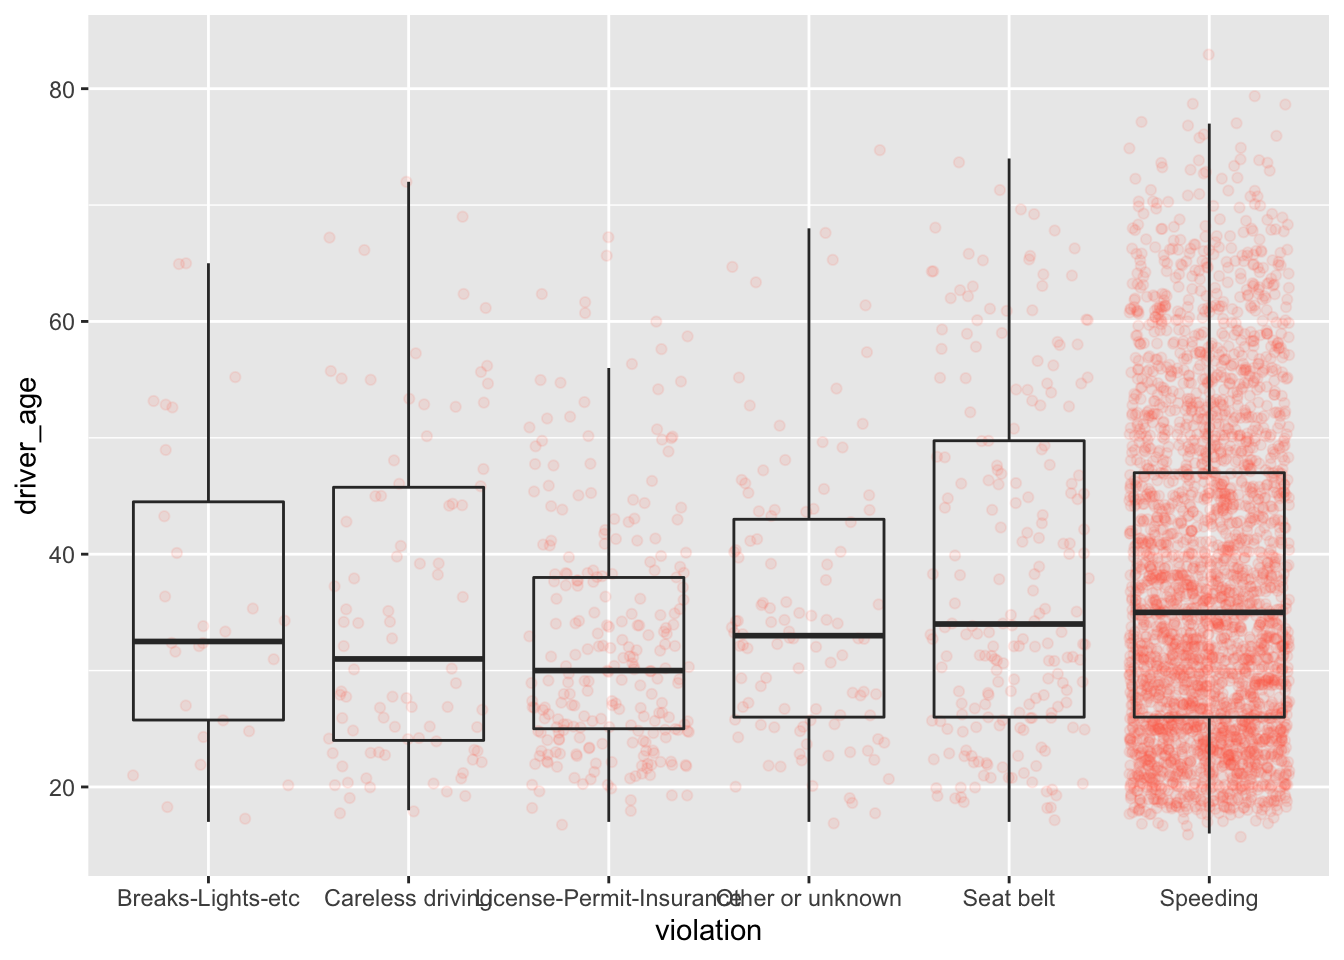 80
60
40
20
driver_age
Breaks-Lights-etc
Careless driving
License-Permit-Insurance
Other or unknown
Seat belt
Speeding
violation